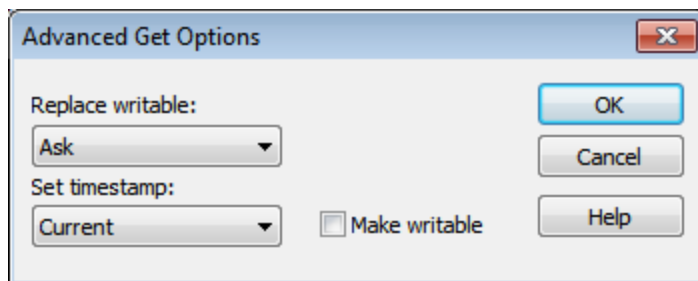 Advanced Get Options
Replace writable:
OK
Ask
Cancel
Set timestamp:
Current
Make writable
Help